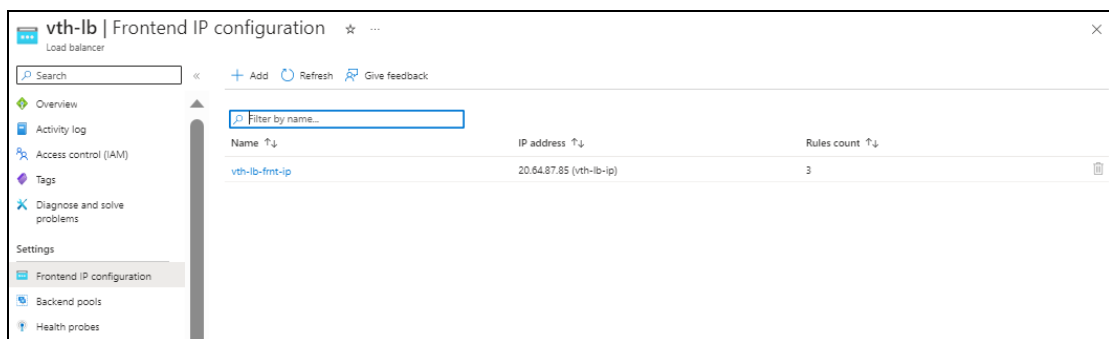 vth-lb | Frontend IP configuration
Load balancer
Search
Add Refresh Give feedback
Overview
Activity log
Access control (IAM)
Tags
Diagnose and solve
problems
Settings
Frontend IP configuration
Backend pools
Health probes
Filter by name...
Name IP address Rules count
vth-lb-frnt-ip 20.64.87.85 (vth-lb-ip) 3